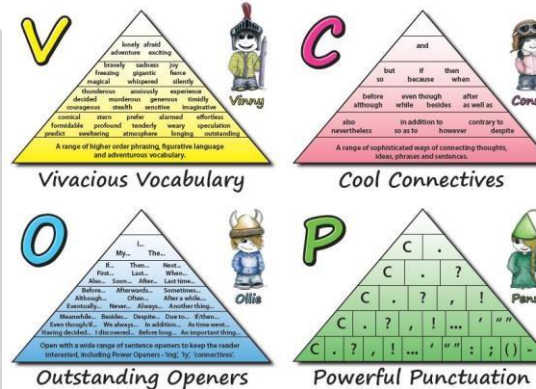 V
lonely afraid
adventure exciting
bravely sadness joy
freezing gigantic fierce
magical whispered silently
thunderous anxiously experience
decided murderous generous timidly
courageous stealth sensitive imaginative
comical stern prefer alarmed effortless
formidable profound tenderly weary speculation
predict sweltering atmosphere longing outstanding
A range of higher order phrasing, figurative language
and adventurous vocabulary.
Vinny
Vivacious Vocabulary
C
and
but if then
so because when
before even though after
although while besides as well as
also in addition to contrary to
nevertheless so as to however despite
A range of sophisticated ways of connecting thoughts,
ideas, phrases and sentences.
Cool Connectives
O
I...
My... The...
If... Then... Next...
First... Last... When...
Also... Soon... After... Last time...
Before... Afterwards... Sometimes...
Although... Often... After a while...
Eventually... Never... Always... Another thing...
Meanwhile... Besides... Despite... Due to... If/then...
Even though/if... We always... In addition... As time went...
Having decided... I discovered... Before long... An important thing...
Open with a wide range of sentence openers to keep the reader
interested, including Power Openers - 'ing', 'ly', 'connectives'.
Ollie
Outstanding Openers
P
C .
C . ?
C . ? , !
C . ? , ! ... ' “”
C . ? , ! ... ' “” : ; ( ) -
Powerful Punctuation